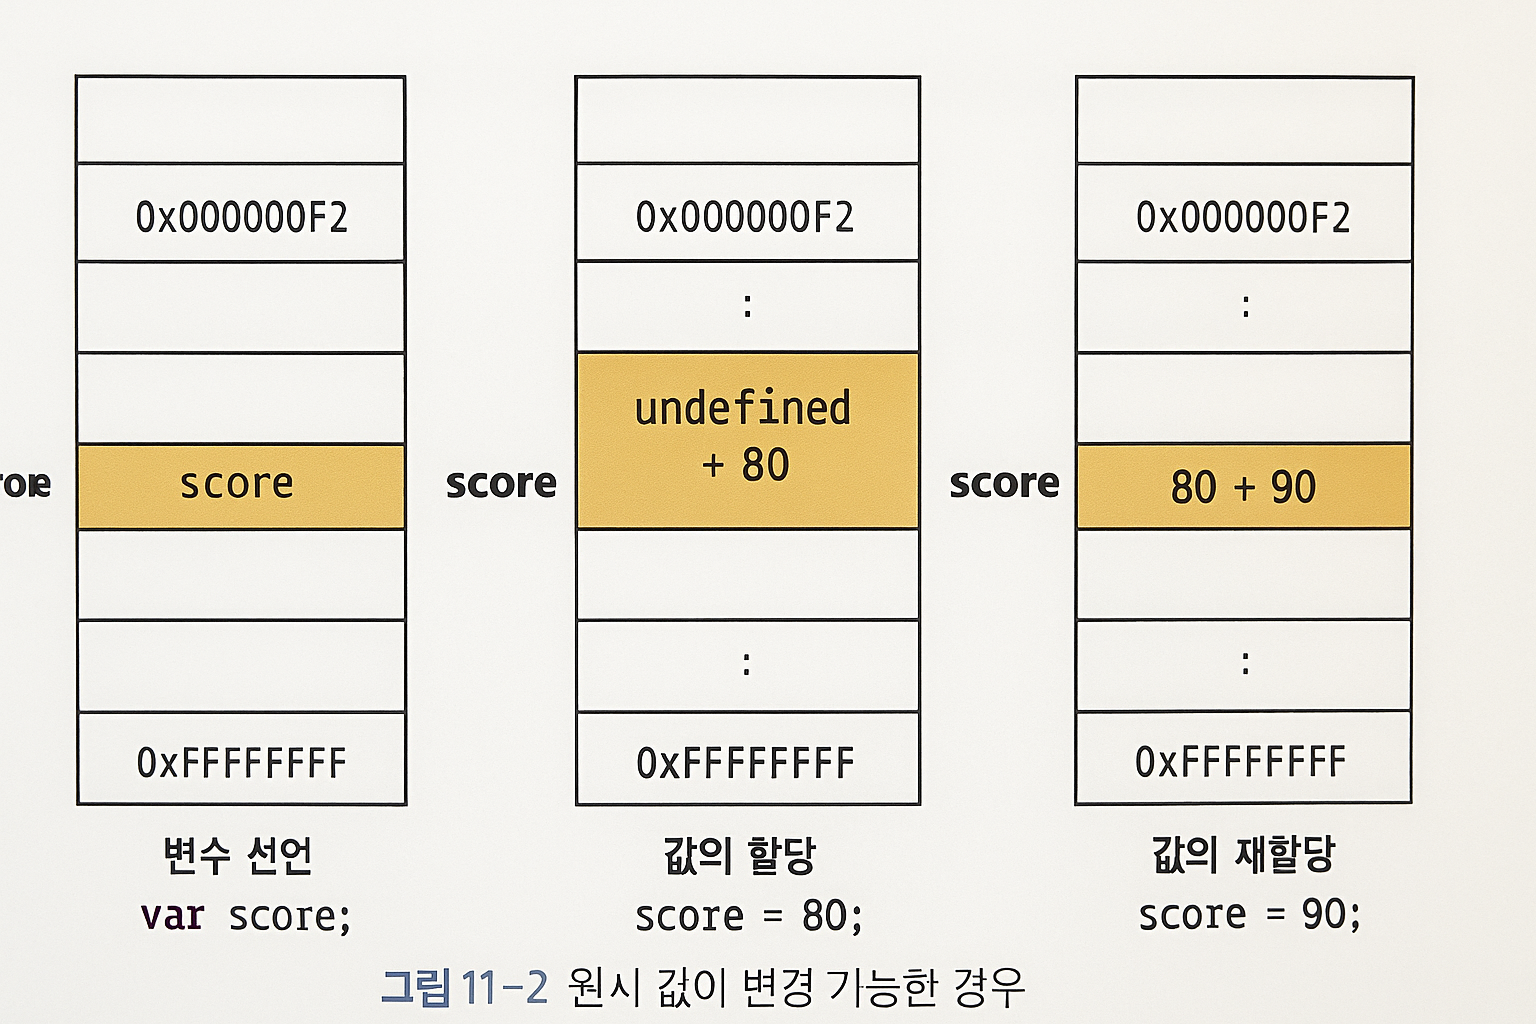 0x000000F2
score
0xFFFFFFFF
변수 선언
var score;
score
0x000000F2
:
undefined
+ 80
:
0xFFFFFFFF
값의 할당
score = 80;
score
0x000000F2
:
80 + 90
:
0xFFFFFFFF
값의 재할당
score = 90;
그림 11-2 원시 값이 변경 가능한 경우